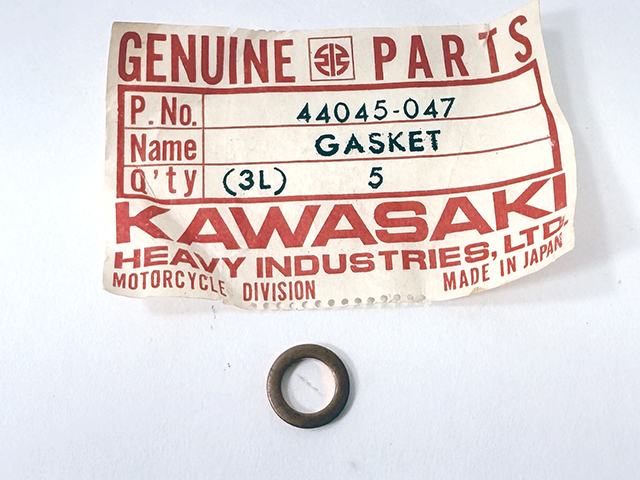 GENUINE PARTS
P. No. 44045-047
Name GASKET
Q'ty (3L) 5
KAWASAKI
HEAVY INDUSTRIES, LTD.
MOTORCYCLE DIVISION MADE IN JAPAN